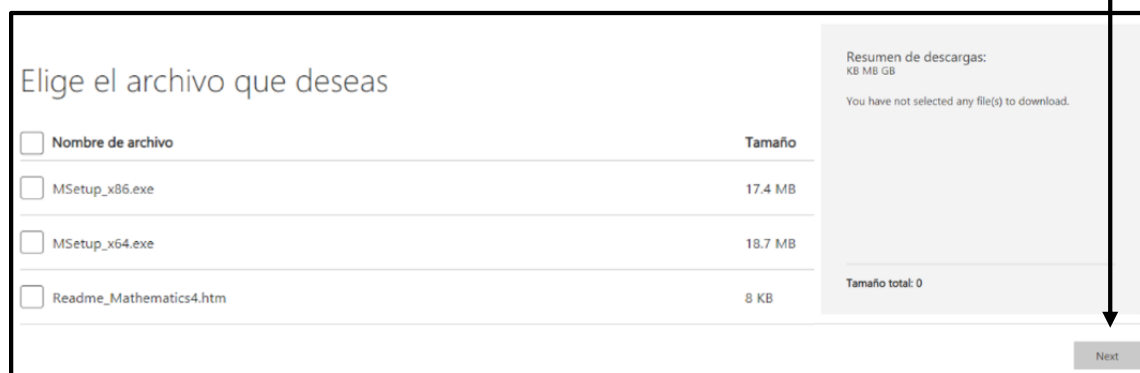 Elige el archivo que deseas
Nombre de archivo Tamaño
MSetup_x86.exe 17.4 MB
MSetup_x64.exe 18.7 MB
Readme_Mathematics4.htm 8 KB
Resumen de descargas:
KB MB GB
You have not selected any file(s) to download.
Tamaño total: 0
Next